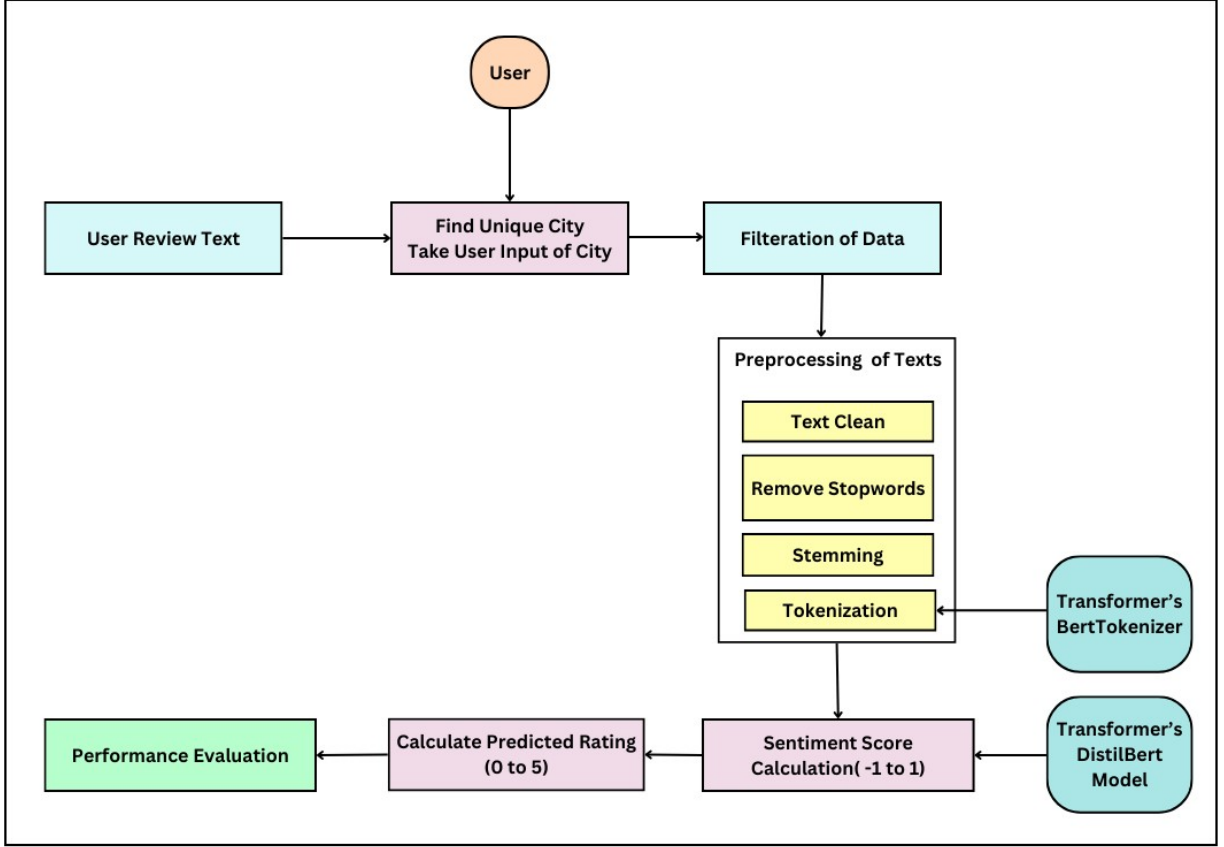 User
User Review Text
Find Unique City
Take User Input of City
Filteration of Data
Preprocessing of Texts
Text Clean
Remove Stopwords
Stemming
Tokenization
Transformer's
BertTokenizer
Performance Evaluation
Calculate Predicted Rating
(0 to 5)
Sentiment Score
Calculation( -1 to 1)
Transformer's
DistilBert
Model